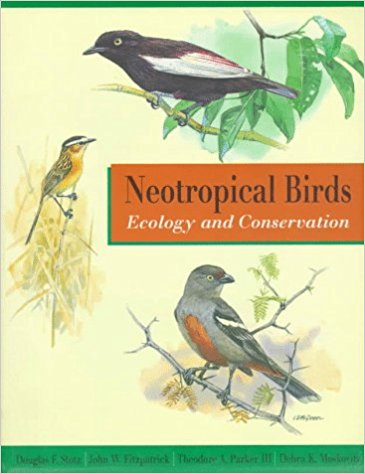 Neotropical Birds
Ecology and Conservation
Douglas F. Stotz John W. Fitzpatrick Theodore A. Parker III Debra K. Moskovits